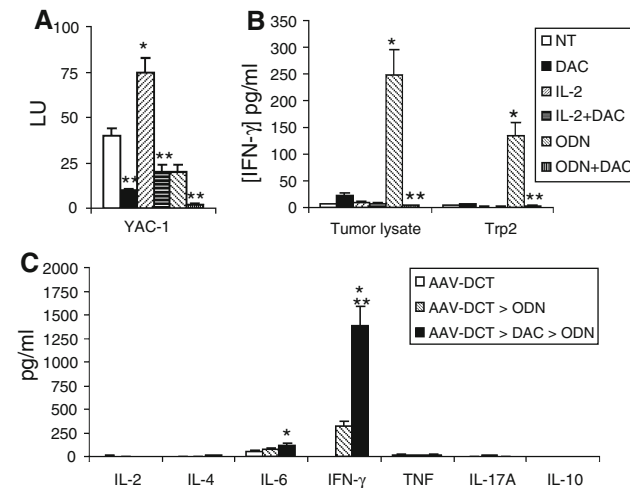 A
LU
100
75
50
25
0
*
**
**
**
YAC-1
B
[IFN-γ] pg/ml
350
300
250
200
150
100
50
0
*
**
*
**
Tumor lysate Trp2
NT
DAC
IL-2
IL-2+DAC
ODN
ODN+DAC
C
pg/ml
2000
1750
1500
1250
1000
750
500
250
0
*
*
**
IL-2 IL-4 IL-6 IFN-γ TNF IL-17A IL-10
AAV-DCT
AAV-DCT > ODN
AAV-DCT > DAC > ODN